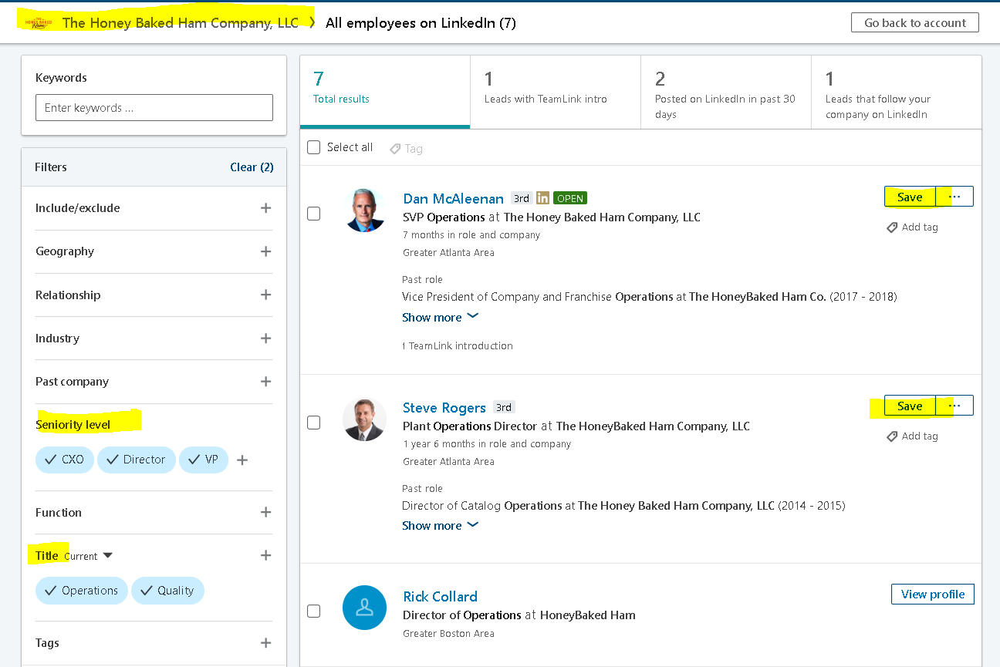 The Honey Baked Ham Company, LLC > All employees on LinkedIn (7)
Go back to account
Keywords
Enter keywords ...
Filters
Clear (2)
Include/exclude
Geography
Relationship
Industry
Past company
Seniority level
CXO Director VP
Function
Title Current
Operations Quality
Tags
7
Total results
1
Leads with TeamLink intro
2
Posted on LinkedIn in past 30
days
1
Leads that follow your
company on LinkedIn
Select all Tag
Dan McAleenan 3rd in OPEN
SVP Operations at The Honey Baked Ham Company, LLC
7 months in role and company
Greater Atlanta Area
Past role
Vice President of Company and Franchise Operations at The HoneyBaked Ham Co. (2017 - 2018)
Show more
1 TeamLink introduction
Save ...
Add tag
Steve Rogers 3rd
Plant Operations Director at The HoneyBaked Ham Company, LLC
1 year 6 months in role and company
Greater Atlanta Area
Past role
Director of Catalog Operations at The Honey Baked Ham Company, LLC (2014 - 2015)
Show more
Save ...
Add tag
Rick Collard
Director of Operations at HoneyBaked Ham
Greater Boston Area
View profile